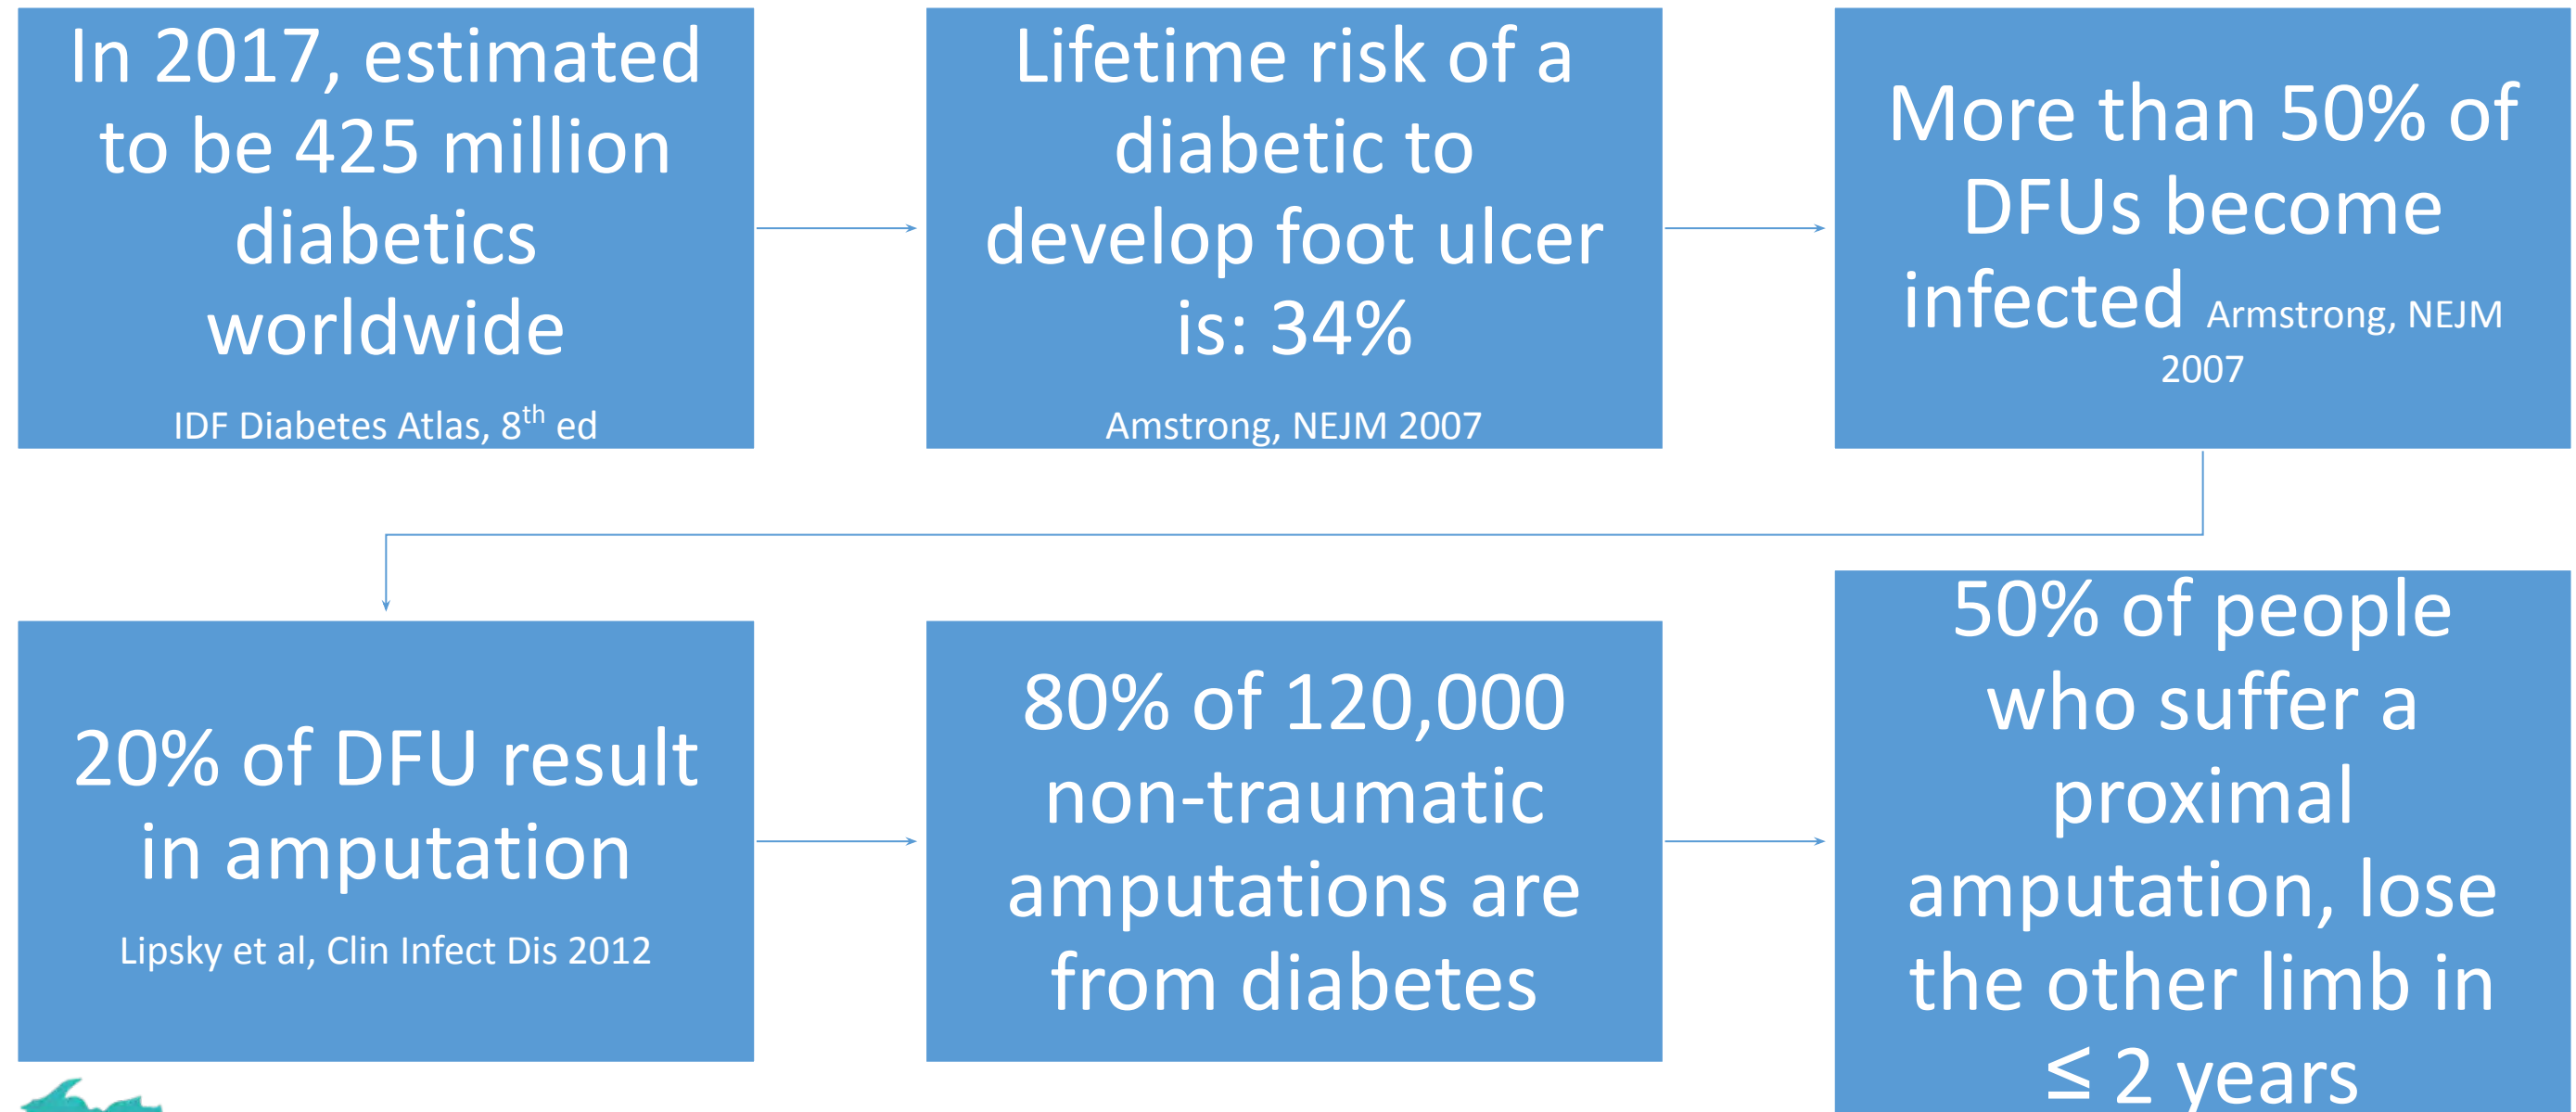 In 2017, estimated
to be 425 million
diabetics
worldwide
IDF Diabetes Atlas, 8th ed
Lifetime risk of a
diabetic to
develop foot ulcer
is: 34%
Amstrong, NEJM 2007
More than 50% of
DFUs become
infected Armstrong, NEJM
2007
20% of DFU result
in amputation
Lipsky et al, Clin Infect Dis 2012
80% of 120,000
non-traumatic
amputations are
from diabetes
50% of people
who suffer a
proximal
amputation, lose
the other limb in
≤ 2 years